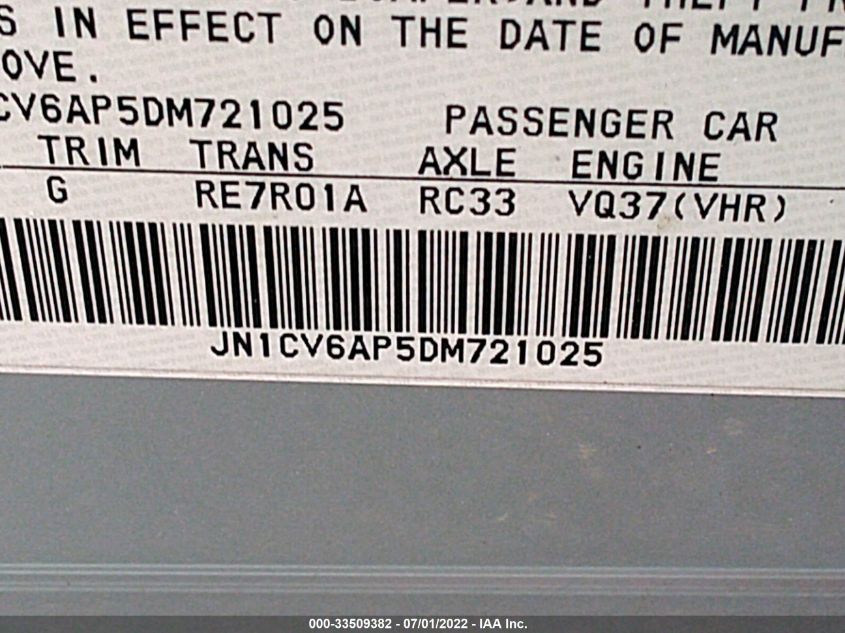 S IN EFFECT ON THE DATE OF MANUF
OVE.
CV6AP5DM721025 PASSENGER CAR
TRIM TRANS AXLE ENGINE
G RE7R01A RC33 VQ37(VHR)
JN1CV6AP5DM721025
000-33509382 - 07/01/2022 - IAA Inc.